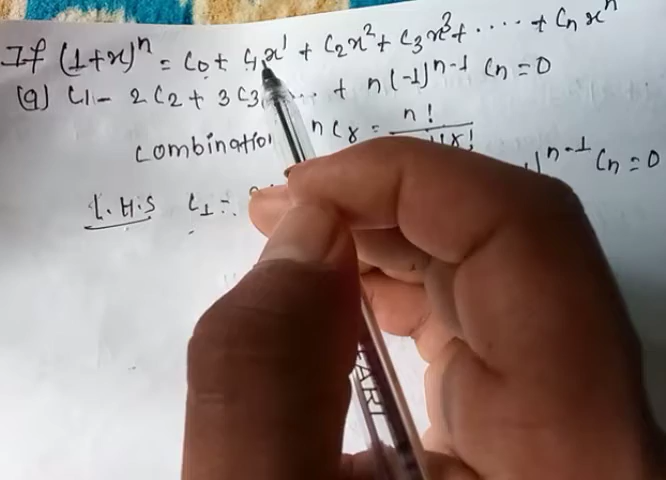 If (1+x)^n = C0 + C1x^1 + C2x^2 + C3x^3 + ..... + Cn x^n
(a) C1 - 2C2 + 3C3 ... + n(-1)^n-1 Cn = 0
combination nCr = n! / r!
n-1 Cn = 0
L.H.S C1 -
KARI